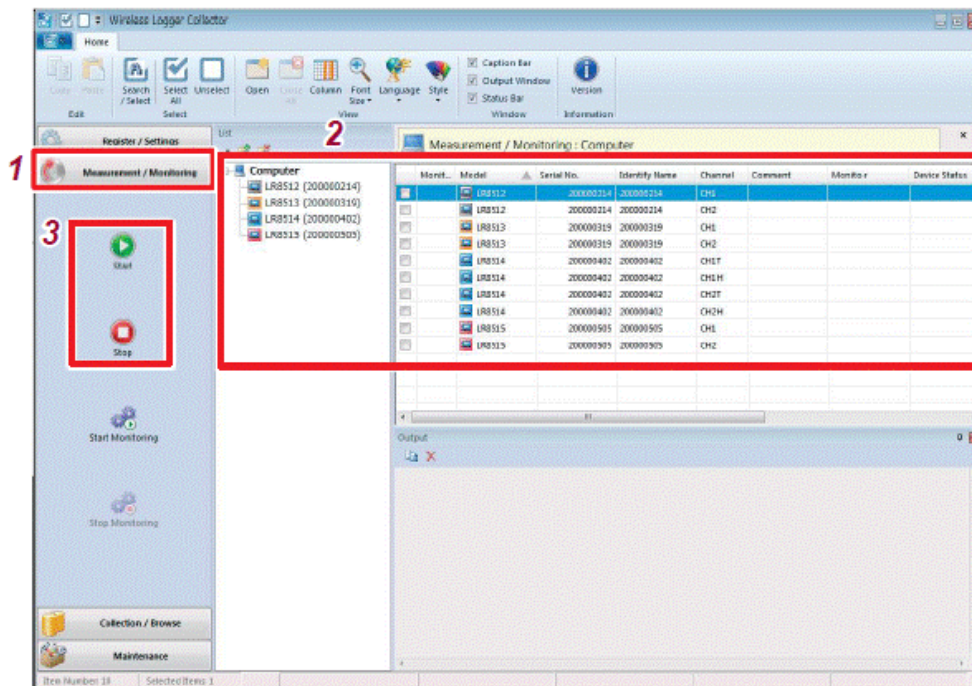 Wireless Logger Collector
Home
Copy Paste Search / Select Select All Unselect Open Close All Column Font Size Language Style Caption Bar Output Window Status Bar Version
Edit Select View Window Information
Register / Settings
List
2
Measurement / Monitoring : Computer
1
Measurement / Monitoring
Computer
LR8512 (200000214)
LR8513 (200000319)
LR8514 (200000402)
LR8515 (200000505)
Monit... Model Serial No. Identify Name Channel Comment Monitor Device Status
LR8512 200000214 200000214 CH1
LR8512 200000214 200000214 CH2
LR8513 200000319 200000319 CH1
LR8513 200000319 200000319 CH2
LR8514 200000402 200000402 CH1T
LR8514 200000402 200000402 CH1H
LR8514 200000402 200000402 CH2T
LR8514 200000402 200000402 CH2H
LR8515 200000505 200000505 CH1
LR8515 200000505 200000505 CH2
3
Start
Stop
Start Monitoring
Stop Monitoring
Output
Collection / Browse
Maintenance
Item Number: 10 Selected Items 1